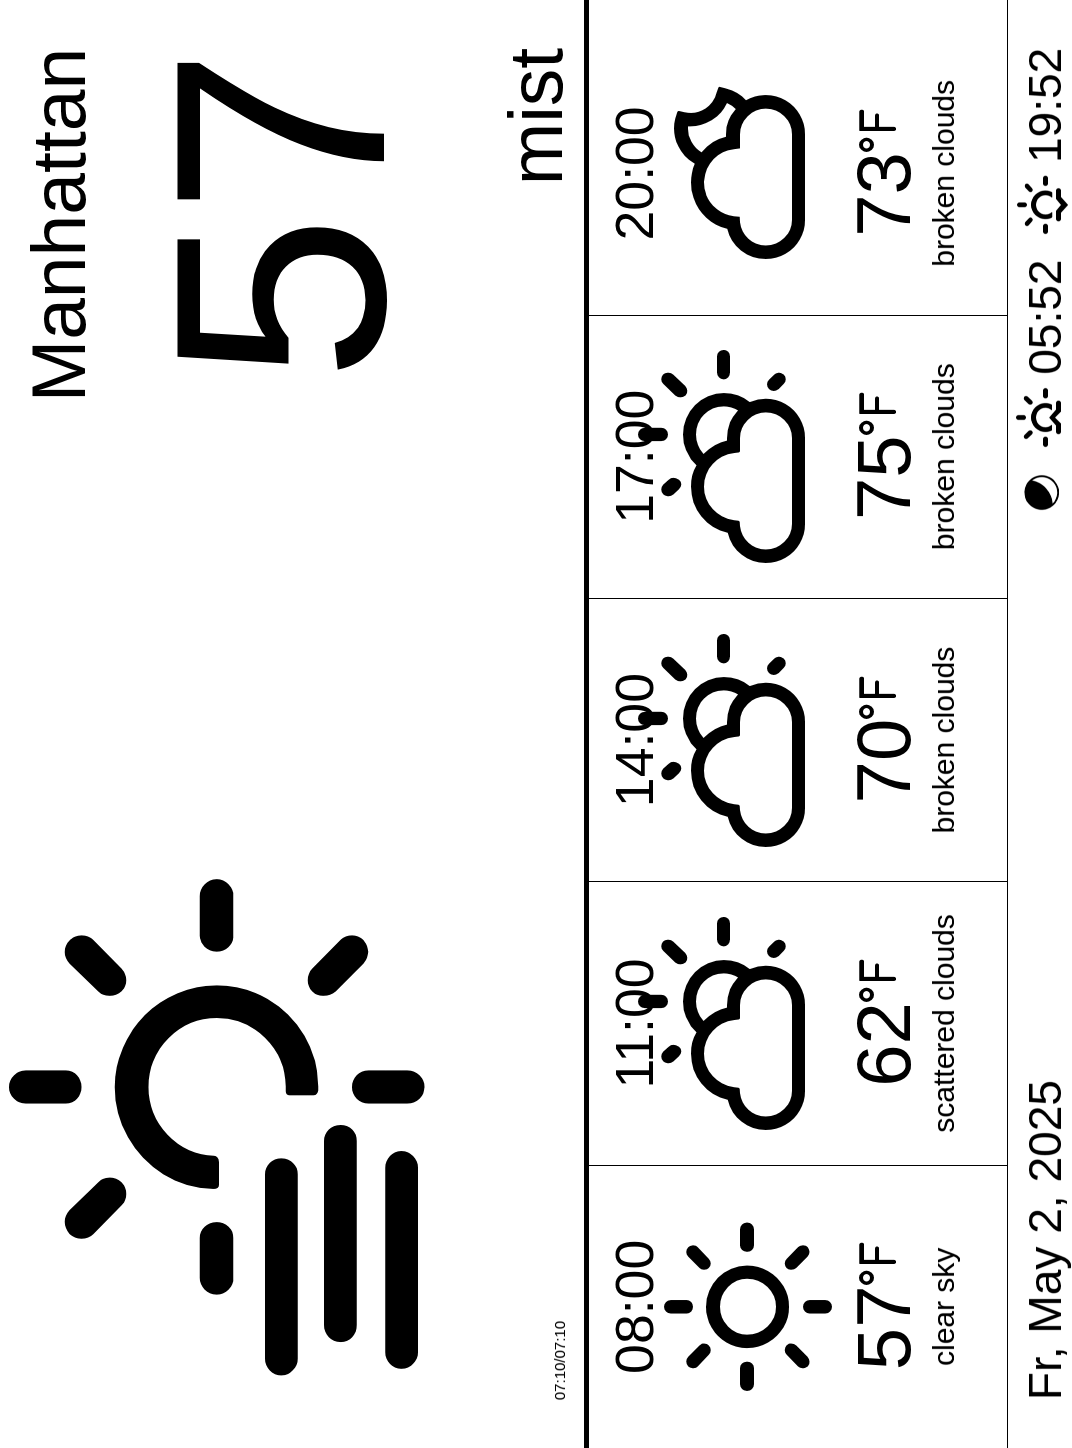 Manhattan
57
mist
07:10/07:10
08:00 11:00 14:00 17:00 20:00
57°F 62°F 70°F 75°F 73°F
clear sky scattered clouds broken clouds broken clouds broken clouds
Fr, May 2, 2025 05:52 19:52